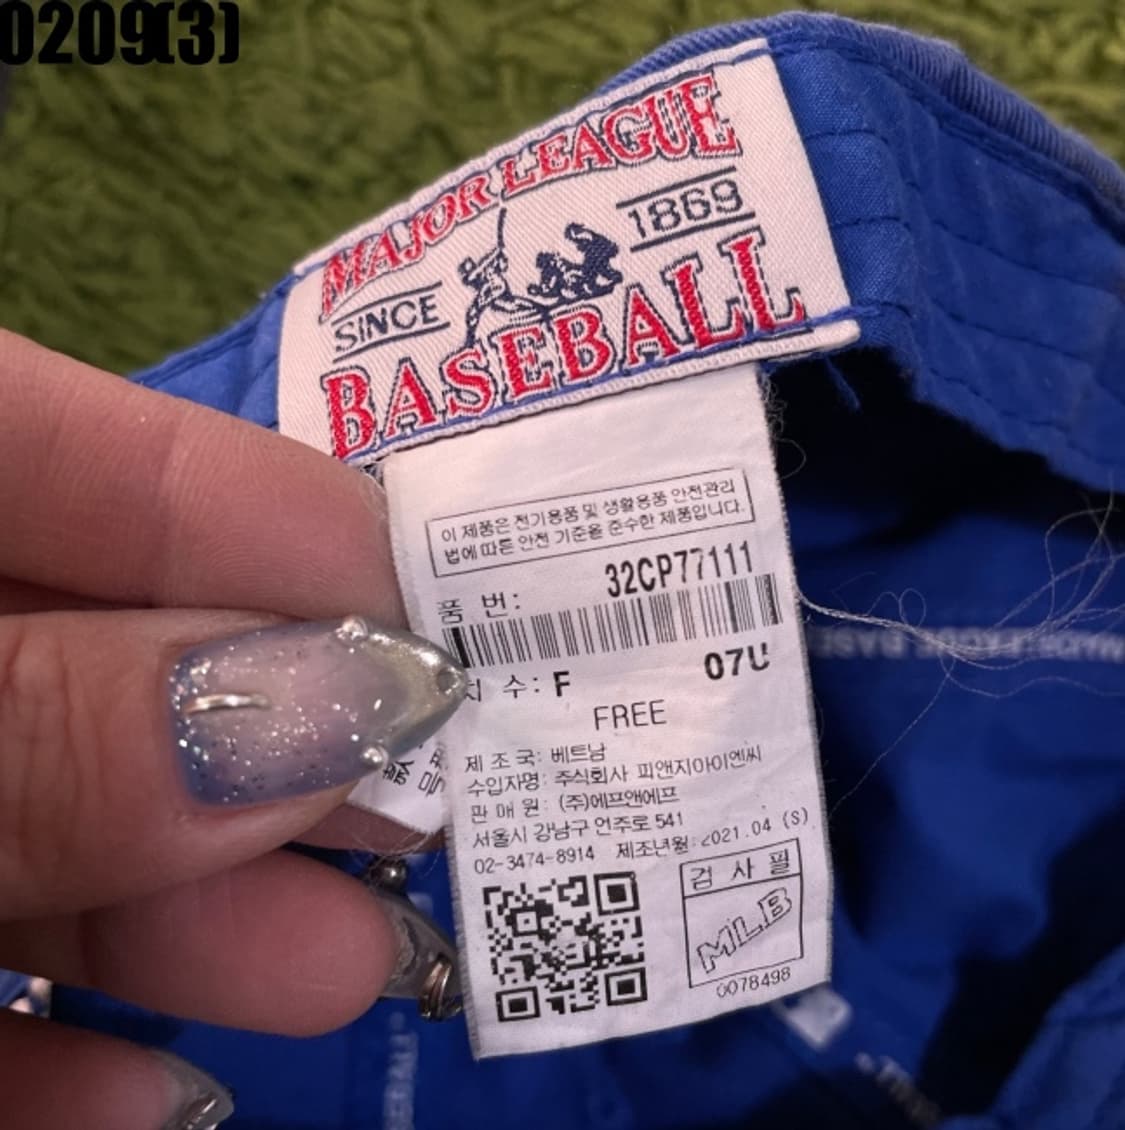 0209(3)
MAJOR LEAGUE
SINCE 1869
BASEBALL
이 제품은 전기용품 및 생활용품 안전관리
법에 따른 안전 기준을 준수한 제품입니다.
품 번: 32CP77111
치 수: F 07U
FREE
제 조 국: 베트남
수입자명: 주식회사 피앤지아이엔씨
판 매 원: (주)에프앤에프
서울시 강남구 언주로 541
02-3474-8914 제조년월: 2021.04 (S)
검 사 필
MLB
0078498